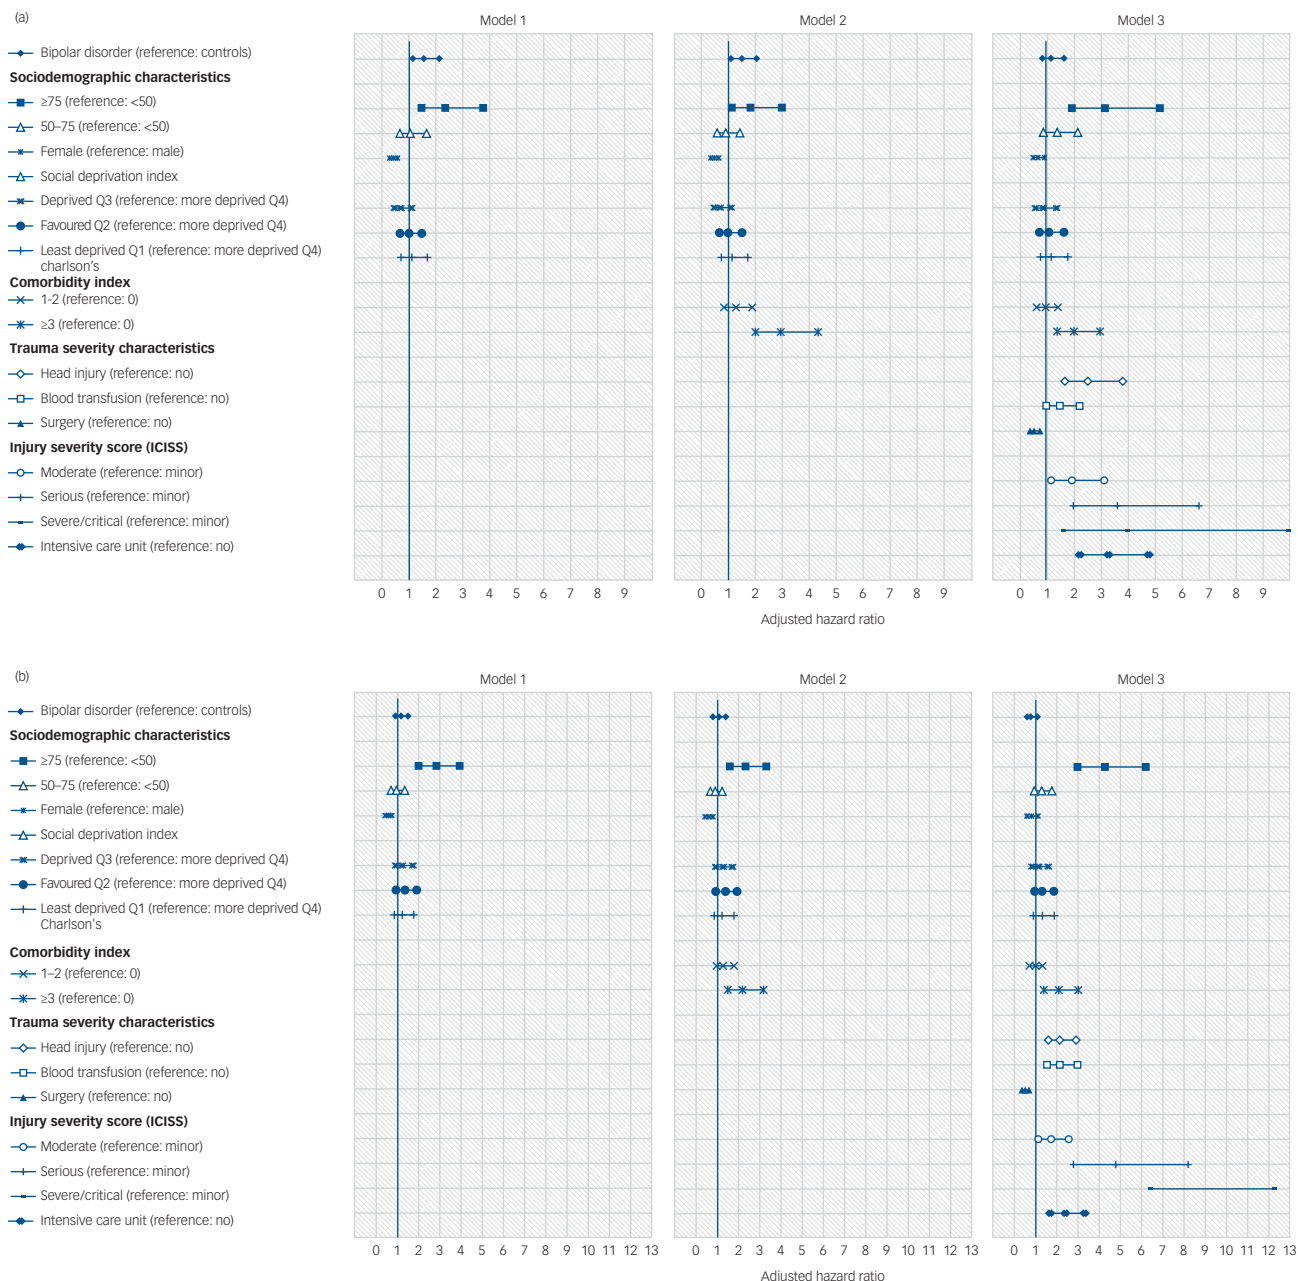 (a)
Model 1
Model 2
Model 3
Bipolar disorder (reference: controls)
Sociodemographic characteristics
≥75 (reference: <50)
50–75 (reference: <50)
Female (reference: male)
Social deprivation index
Deprived Q3 (reference: more deprived Q4)
Favoured Q2 (reference: more deprived Q4)
Least deprived Q1 (reference: more deprived Q4)
charlson's
Comorbidity index
1-2 (reference: 0)
≥3 (reference: 0)
Trauma severity characteristics
Head injury (reference: no)
Blood transfusion (reference: no)
Surgery (reference: no)
Injury severity score (ICISS)
Moderate (reference: minor)
Serious (reference: minor)
Severe/critical (reference: minor)
Intensive care unit (reference: no)
0 1 2 3 4 5 6 7 8 9
0 1 2 3 4 5 6 7 8 9
0 1 2 3 4 5 6 7 8 9
Adjusted hazard ratio
(b)
Model 1
Model 2
Model 3
Bipolar disorder (reference: controls)
Sociodemographic characteristics
≥75 (reference: <50)
50–75 (reference: <50)
Female (reference: male)
Social deprivation index
Deprived Q3 (reference: more deprived Q4)
Favoured Q2 (reference: more deprived Q4)
Least deprived Q1 (reference: more deprived Q4)
Charlson's
Comorbidity index
1–2 (reference: 0)
≥3 (reference: 0)
Trauma severity characteristics
Head injury (reference: no)
Blood transfusion (reference: no)
Surgery (reference: no)
Injury severity score (ICISS)
Moderate (reference: minor)
Serious (reference: minor)
Severe/critical (reference: minor)
Intensive care unit (reference: no)
0 1 2 3 4 5 6 7 8 9 10 11 12 13
0 1 2 3 4 5 6 7 8 9 10 11 12 13
0 1 2 3 4 5 6 7 8 9 10 11 12 13
Adjusted hazard ratio